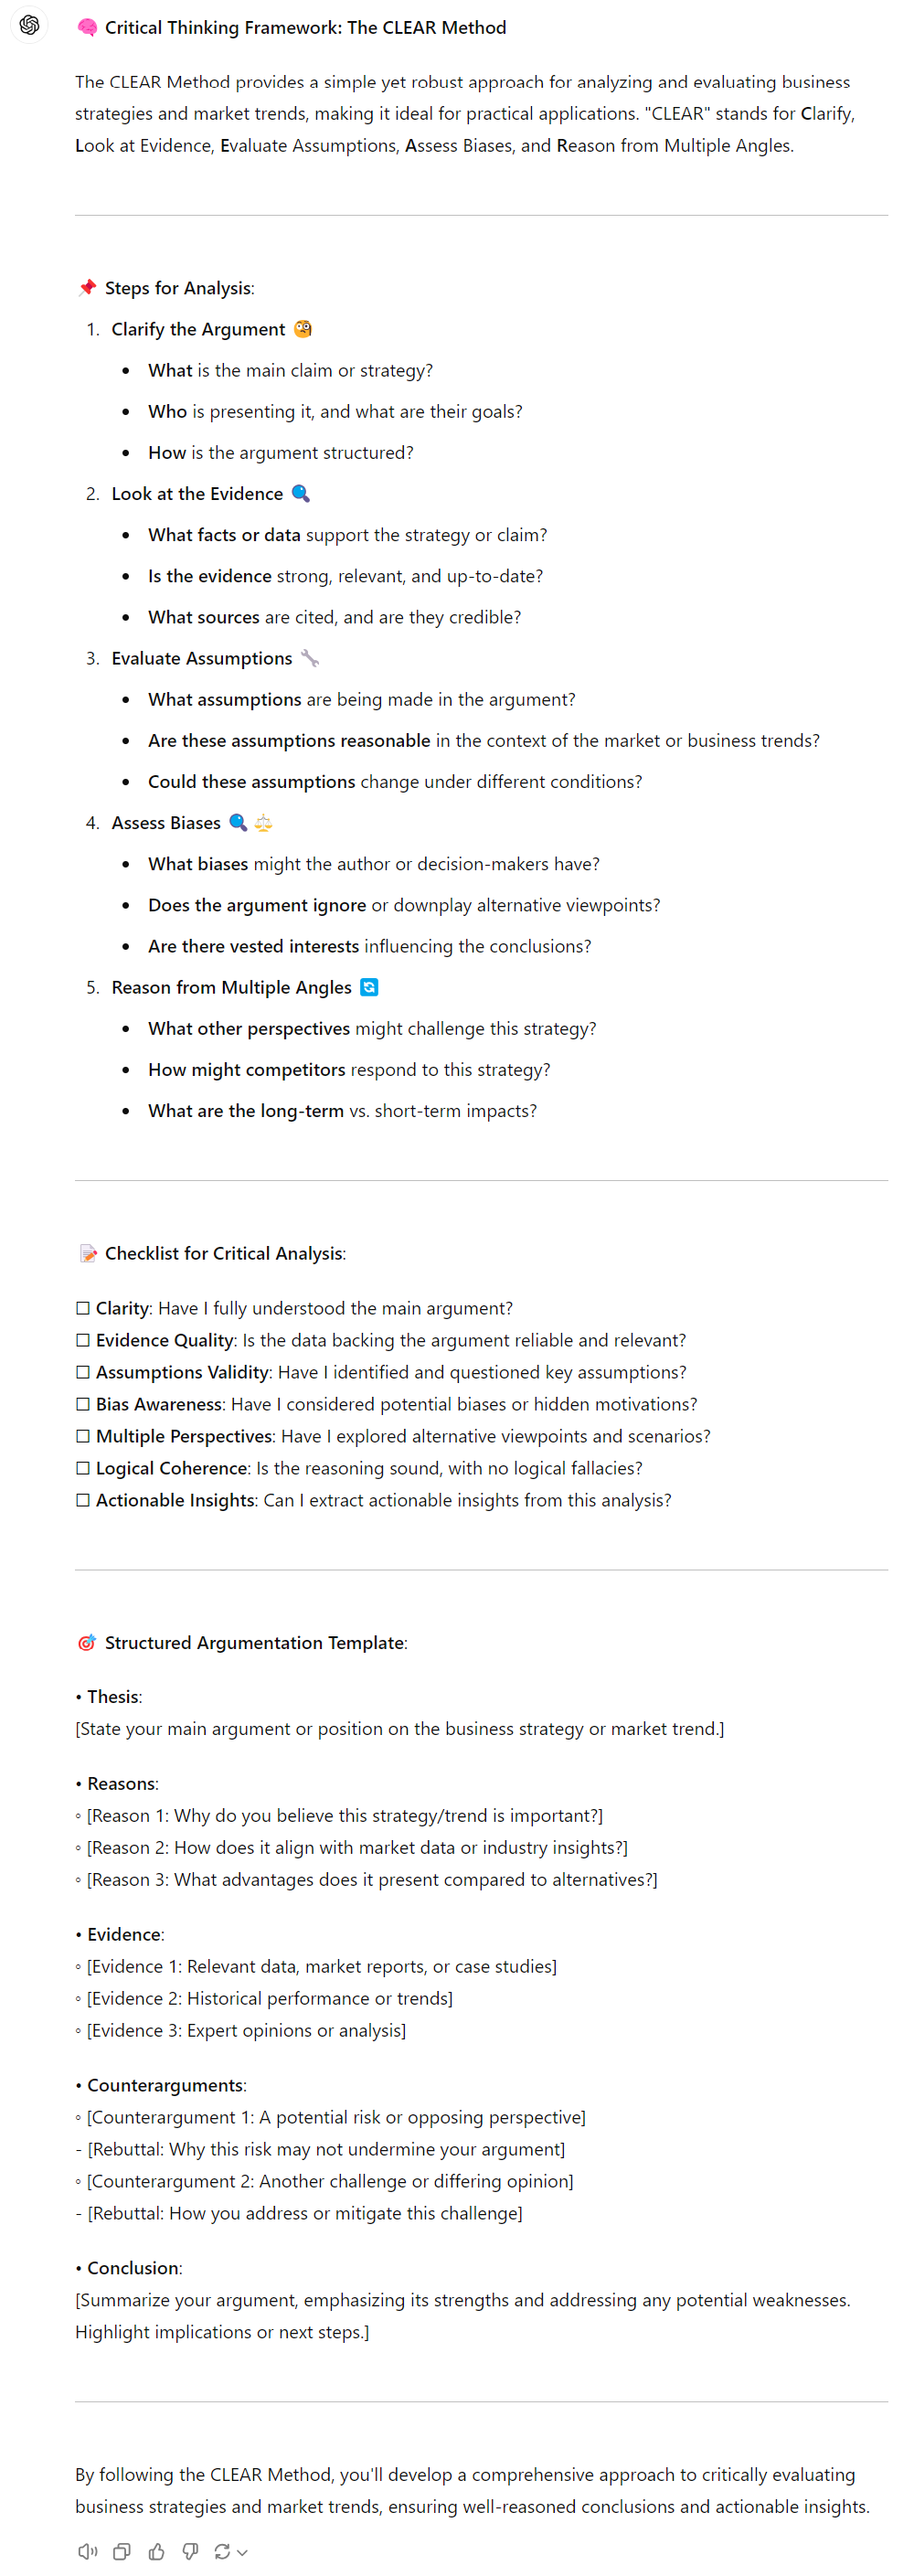 🧠 Critical Thinking Framework: The CLEAR Method
The CLEAR Method provides a simple yet robust approach for analyzing and evaluating business
strategies and market trends, making it ideal for practical applications. "CLEAR" stands for Clarify,
Look at Evidence, Evaluate Assumptions, Assess Biases, and Reason from Multiple Angles.
📌 Steps for Analysis:
1. Clarify the Argument 🧐
• What is the main claim or strategy?
• Who is presenting it, and what are their goals?
• How is the argument structured?
2. Look at the Evidence 🔍
• What facts or data support the strategy or claim?
• Is the evidence strong, relevant, and up-to-date?
• What sources are cited, and are they credible?
3. Evaluate Assumptions 🔧
• What assumptions are being made in the argument?
• Are these assumptions reasonable in the context of the market or business trends?
• Could these assumptions change under different conditions?
4. Assess Biases 🔍⚖️
• What biases might the author or decision-makers have?
• Does the argument ignore or downplay alternative viewpoints?
• Are there vested interests influencing the conclusions?
5. Reason from Multiple Angles 🔄
• What other perspectives might challenge this strategy?
• How might competitors respond to this strategy?
• What are the long-term vs. short-term impacts?
📝 Checklist for Critical Analysis:
☐ Clarity: Have I fully understood the main argument?
☐ Evidence Quality: Is the data backing the argument reliable and relevant?
☐ Assumptions Validity: Have I identified and questioned key assumptions?
☐ Bias Awareness: Have I considered potential biases or hidden motivations?
☐ Multiple Perspectives: Have I explored alternative viewpoints and scenarios?
☐ Logical Coherence: Is the reasoning sound, with no logical fallacies?
☐ Actionable Insights: Can I extract actionable insights from this analysis?
🎯 Structured Argumentation Template:
• Thesis:
[State your main argument or position on the business strategy or market trend.]
• Reasons:
◦ [Reason 1: Why do you believe this strategy/trend is important?]
◦ [Reason 2: How does it align with market data or industry insights?]
◦ [Reason 3: What advantages does it present compared to alternatives?]
• Evidence:
◦ [Evidence 1: Relevant data, market reports, or case studies]
◦ [Evidence 2: Historical performance or trends]
◦ [Evidence 3: Expert opinions or analysis]
• Counterarguments:
◦ [Counterargument 1: A potential risk or opposing perspective]
- [Rebuttal: Why this risk may not undermine your argument]
◦ [Counterargument 2: Another challenge or differing opinion]
- [Rebuttal: How you address or mitigate this challenge]
• Conclusion:
[Summarize your argument, emphasizing its strengths and addressing any potential weaknesses.
Highlight implications or next steps.]
By following the CLEAR Method, you'll develop a comprehensive approach to critically evaluating
business strategies and market trends, ensuring well-reasoned conclusions and actionable insights.